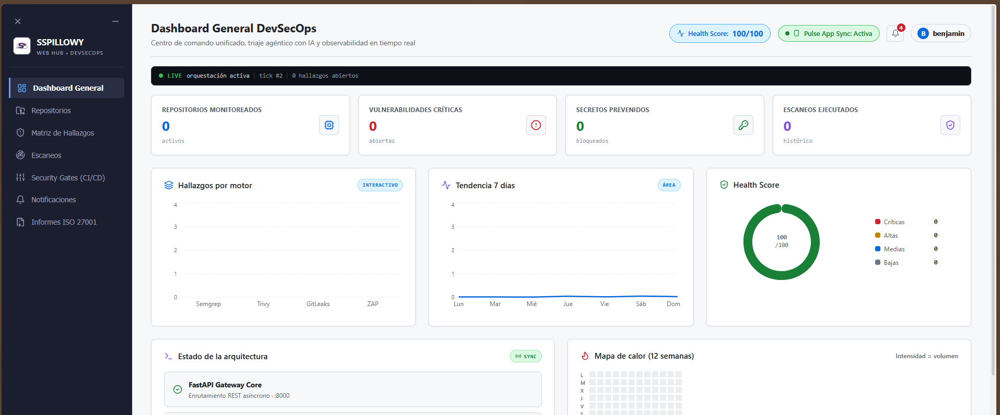 SSPILLOWY
WEB HUB • DEVSECOPS
Dashboard General
Repositorios
Matriz de Hallazgos
Escaneos
Security Gates (CI/CD)
Notificaciones
Informes ISO 27001
Dashboard General DevSecOps
Centro de comando unificado, triaje agéntico con IA y observabilidad en tiempo real
Health Score: 100/100
Pulse App Sync: Activa
4
B benjamin
LIVE orquestación activa | tick #2 | 0 hallazgos abiertos
REPOSITORIOS MONITOREADOS
0
activos
VULNERABILIDADES CRÍTICAS
0
abiertas
SECRETOS PREVENIDOS
0
bloqueados
ESCANEOS EJECUTADOS
0
histórico
Hallazgos por motor
INTERACTIVO
4
3
2
1
0
Semgrep Trivy GitLeaks ZAP
Tendencia 7 días
ÁREA
4
3
2
1
0
Lun Mar Mié Jue Vie Sáb Dom
Health Score
100
/100
Críticas 0
Altas 0
Medias 0
Bajas 0
Estado de la arquitectura
SYNC
FastAPI Gateway Core
Enrutamiento REST asíncrono · :8000
Mapa de calor (12 semanas)
Intensidad = volumen
L
M
X
J
V
S